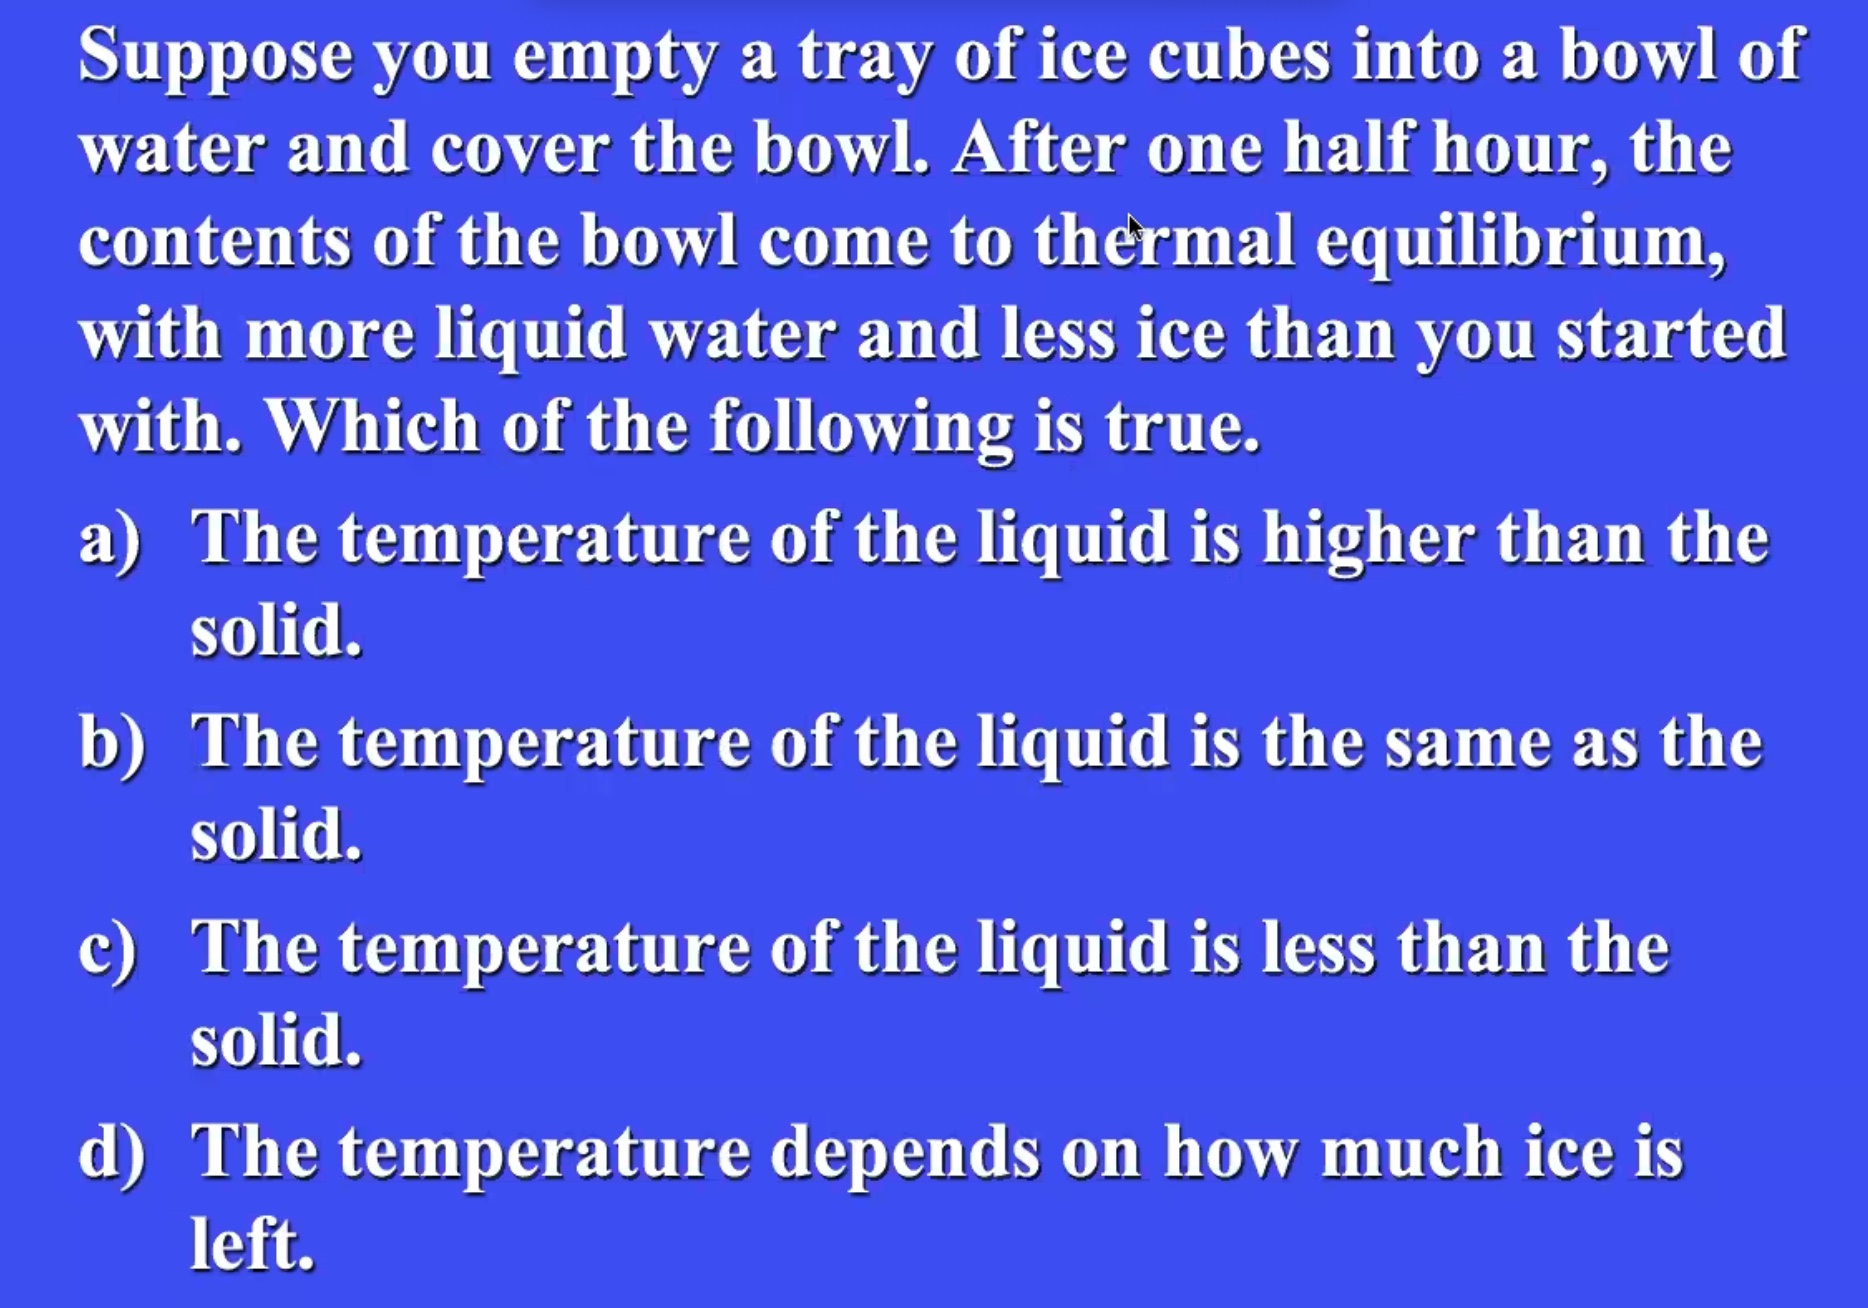 Suppose you empty a tray of ice cubes into a bowl of
water and cover the bowl. After one half hour, the
contents of the bowl come to thermal equilibrium,
with more liquid water and less ice than you started
with. Which of the following is true.
a) The temperature of the liquid is higher than the
solid.
b) The temperature of the liquid is the same as the
solid.
c) The temperature of the liquid is less than the
solid.
d) The temperature depends on how much ice is
left.